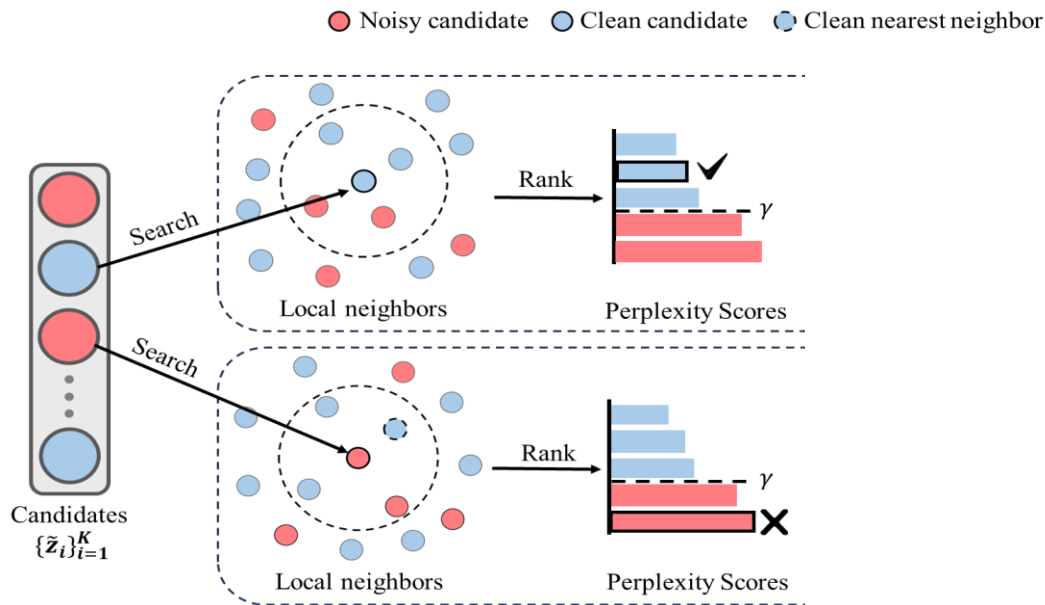 Noisy candidate Clean candidate Clean nearest neighbor
Search
Rank
γ
Local neighbors
Perplexity Scores
Search
Rank
γ
Candidates
{z̃ᵢ}ᴷᵢ₌₁
Local neighbors
Perplexity Scores